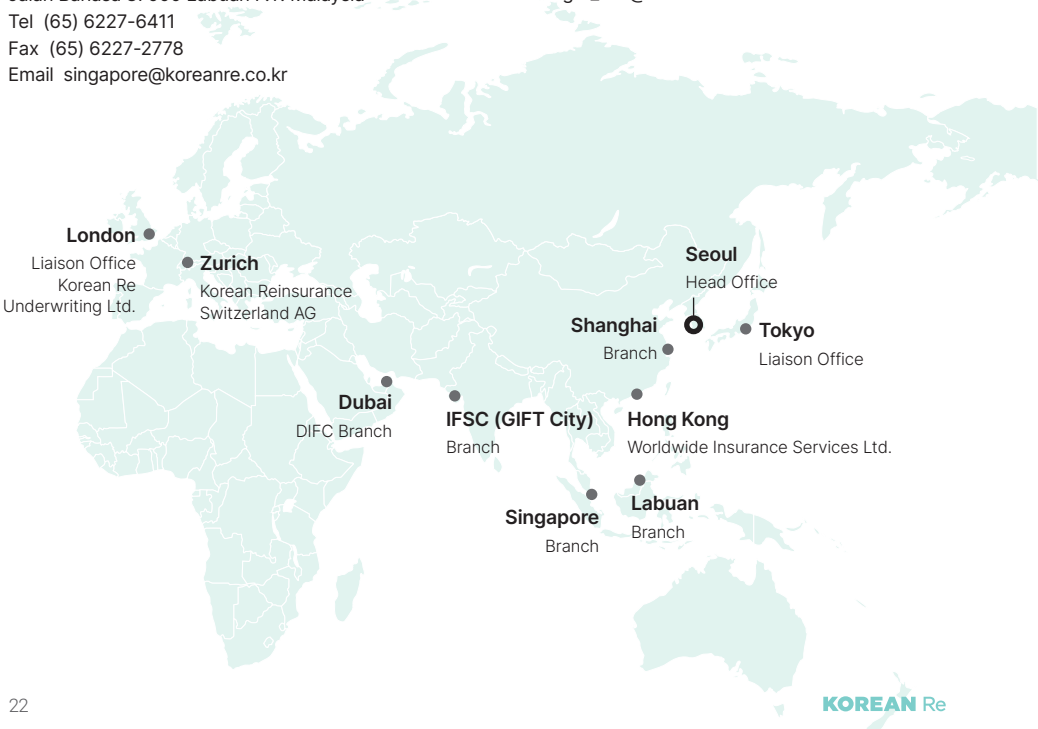 Tel (65) 6227-6411
Fax (65) 6227-2778
Email singapore@koreanre.co.kr
London
Liaison Office
Korean Re
Underwriting Ltd.
Zurich
Korean Reinsurance
Switzerland AG
Seoul
Head Office
Shanghai
Branch
Tokyo
Liaison Office
Dubai
DIFC Branch
IFSC (GIFT City)
Branch
Hong Kong
Worldwide Insurance Services Ltd.
Singapore
Branch
Labuan
Branch
22
KOREAN Re